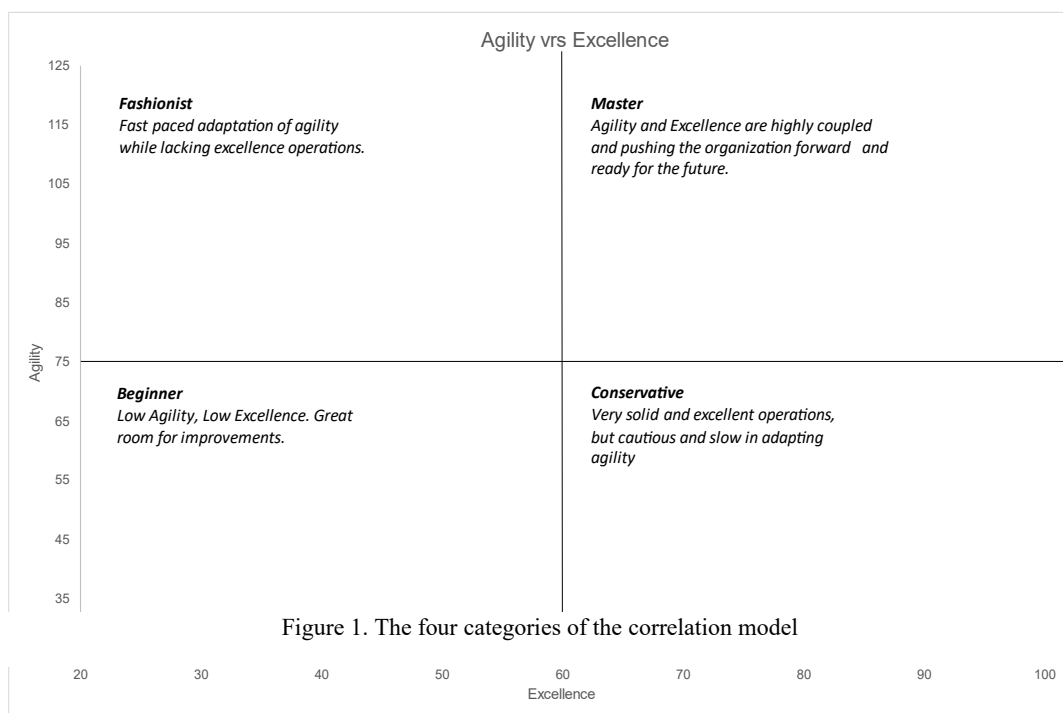 Agility vrs Excellence
125
115
105
95
85
75
65
55
45
35
Agility
Fashionist
Fast paced adaptation of agility
while lacking excellence operations.
Master
Agility and Excellence are highly coupled
and pushing the organization forward and
ready for the future.
Beginner
Low Agility, Low Excellence. Great
room for improvements.
Conservative
Very solid and excellent operations,
but cautious and slow in adapting
agility
Figure 1. The four categories of the correlation model
20 30 40 50 60 70 80 90 100
Excellence